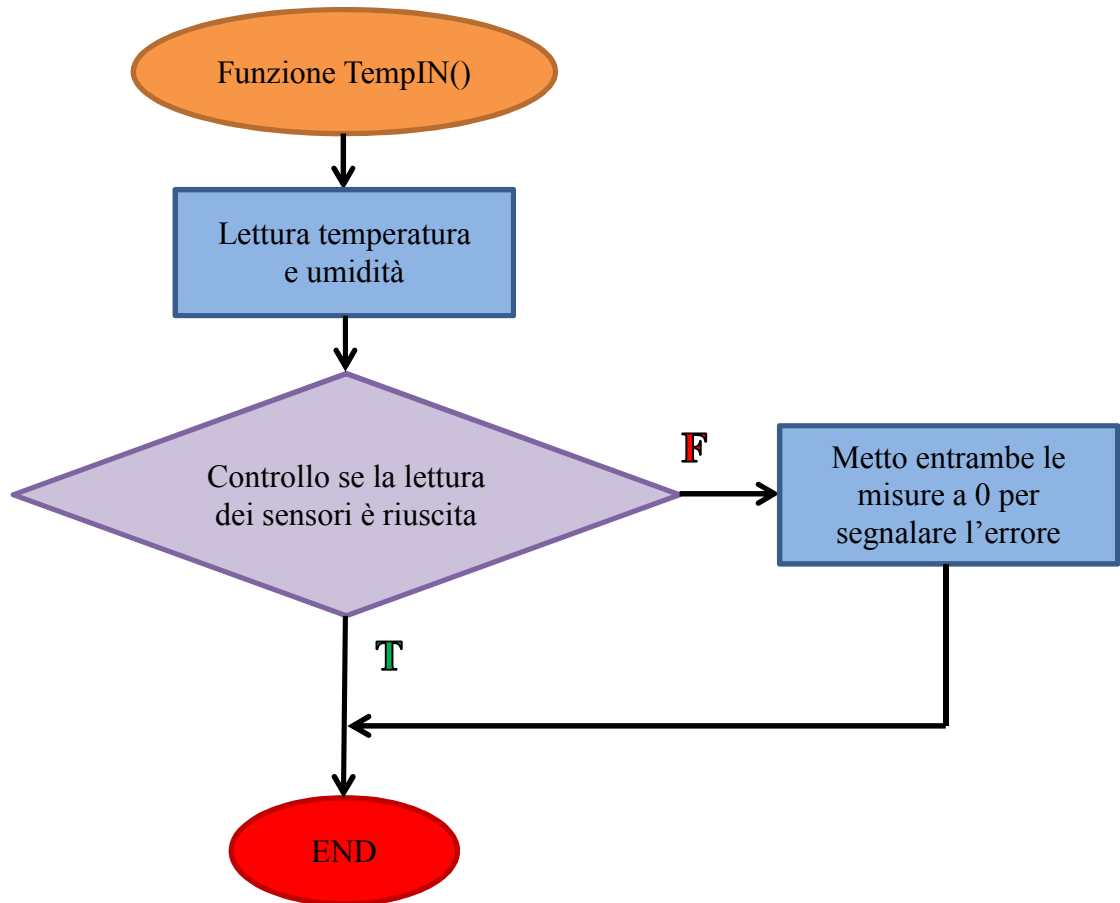 Funzione TempIN()
Lettura temperatura
e umidità
Controllo se la lettura
dei sensori è riuscita
F
Metto entrambe le
misure a 0 per
segnalare l’errore
T
END